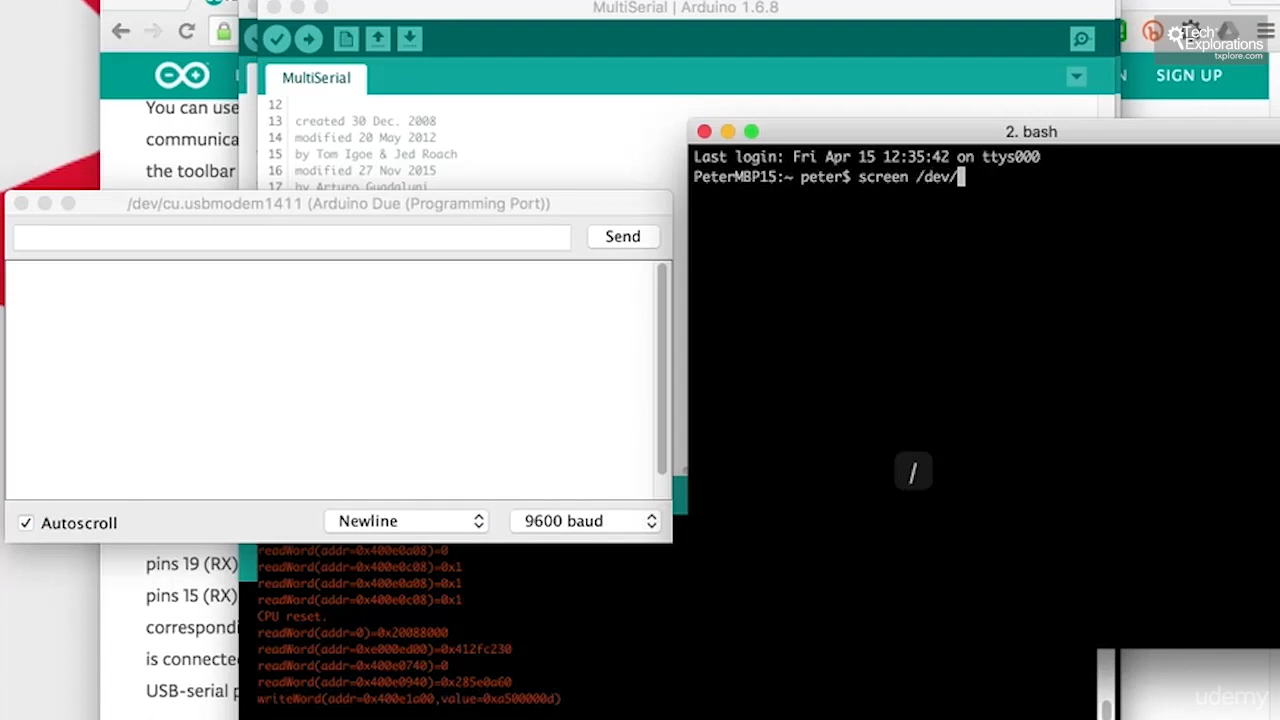 MultiSerial | Arduino 1.6.8
Tech
Explorations
txplore.com
SIGN UP
MultiSerial
You can use
communica
the toolbar
12
13 created 30 Dec. 2008
14 modified 20 May 2012
15 by Tom Igoe & Jed Roach
16 modified 27 Nov 2015
17 by Arturo Guadalupi
2. bash
Last login: Fri Apr 15 12:35:42 on ttys000
PeterMBP15:~ peter$ screen /dev/
/dev/cu.usbmodem1411 (Arduino Due (Programming Port))
Send
/
Autoscroll
Newline
9600 baud
pins 19 (RX)
pins 15 (RX)
correspondi
is connecte
USB-serial p
readWord(addr=0x400e0a08)=0
readWord(addr=0x400e0c08)=0x1
readWord(addr=0x400e0a08)=0x1
readWord(addr=0x400e0c08)=0x1
CPU reset.
readWord(addr=0)=0x20088000
readWord(addr=0xe000ed00)=0x412fc230
readWord(addr=0x400e0740)=0
readWord(addr=0x400e0940)=0x285e0a60
writeWord(addr=0x400e1a00,value=0xa500000d)
udemy